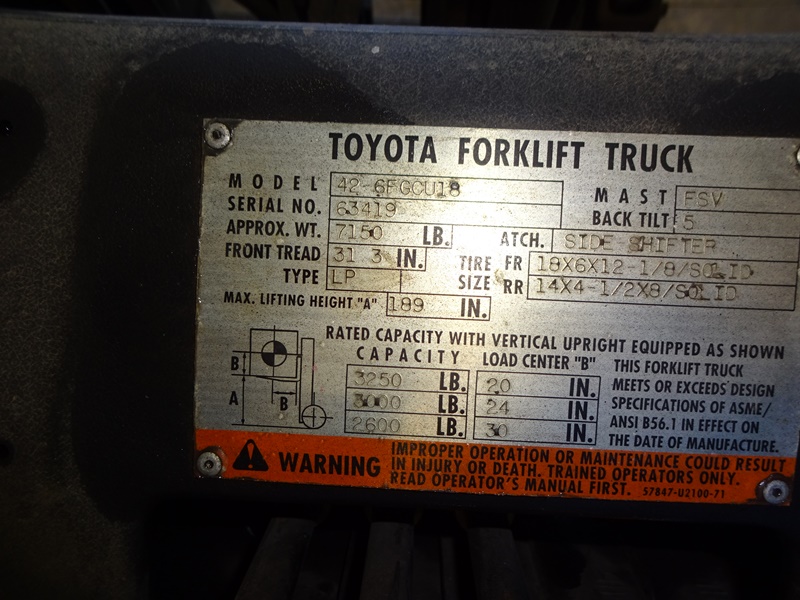 TOYOTA FORKLIFT TRUCK
MODEL 42-6FGCU18 MAST FSV
SERIAL NO. 63419 BACK TILT 5
APPROX. WT. 7150 LB. ATCH. SIDE SHIFTER
FRONT TREAD 31.3 IN. TIRE SIZE FR 18X6X12-1/8/SOLID
TYPE LP RR 14X4-1/2X8/SOLID
MAX. LIFTING HEIGHT "A" 189 IN.
RATED CAPACITY WITH VERTICAL UPRIGHT EQUIPPED AS SHOWN
CAPACITY LOAD CENTER "B"
3250 LB. 20 IN.
3000 LB. 24 IN.
2600 LB. 30 IN.
B
A
B
THIS FORKLIFT TRUCK
MEETS OR EXCEEDS DESIGN
SPECIFICATIONS OF ASME/
ANSI B56.1 IN EFFECT ON
THE DATE OF MANUFACTURE.
WARNING
IMPROPER OPERATION OR MAINTENANCE COULD RESULT
IN INJURY OR DEATH. TRAINED OPERATORS ONLY.
READ OPERATOR'S MANUAL FIRST. 57847-U2100-71